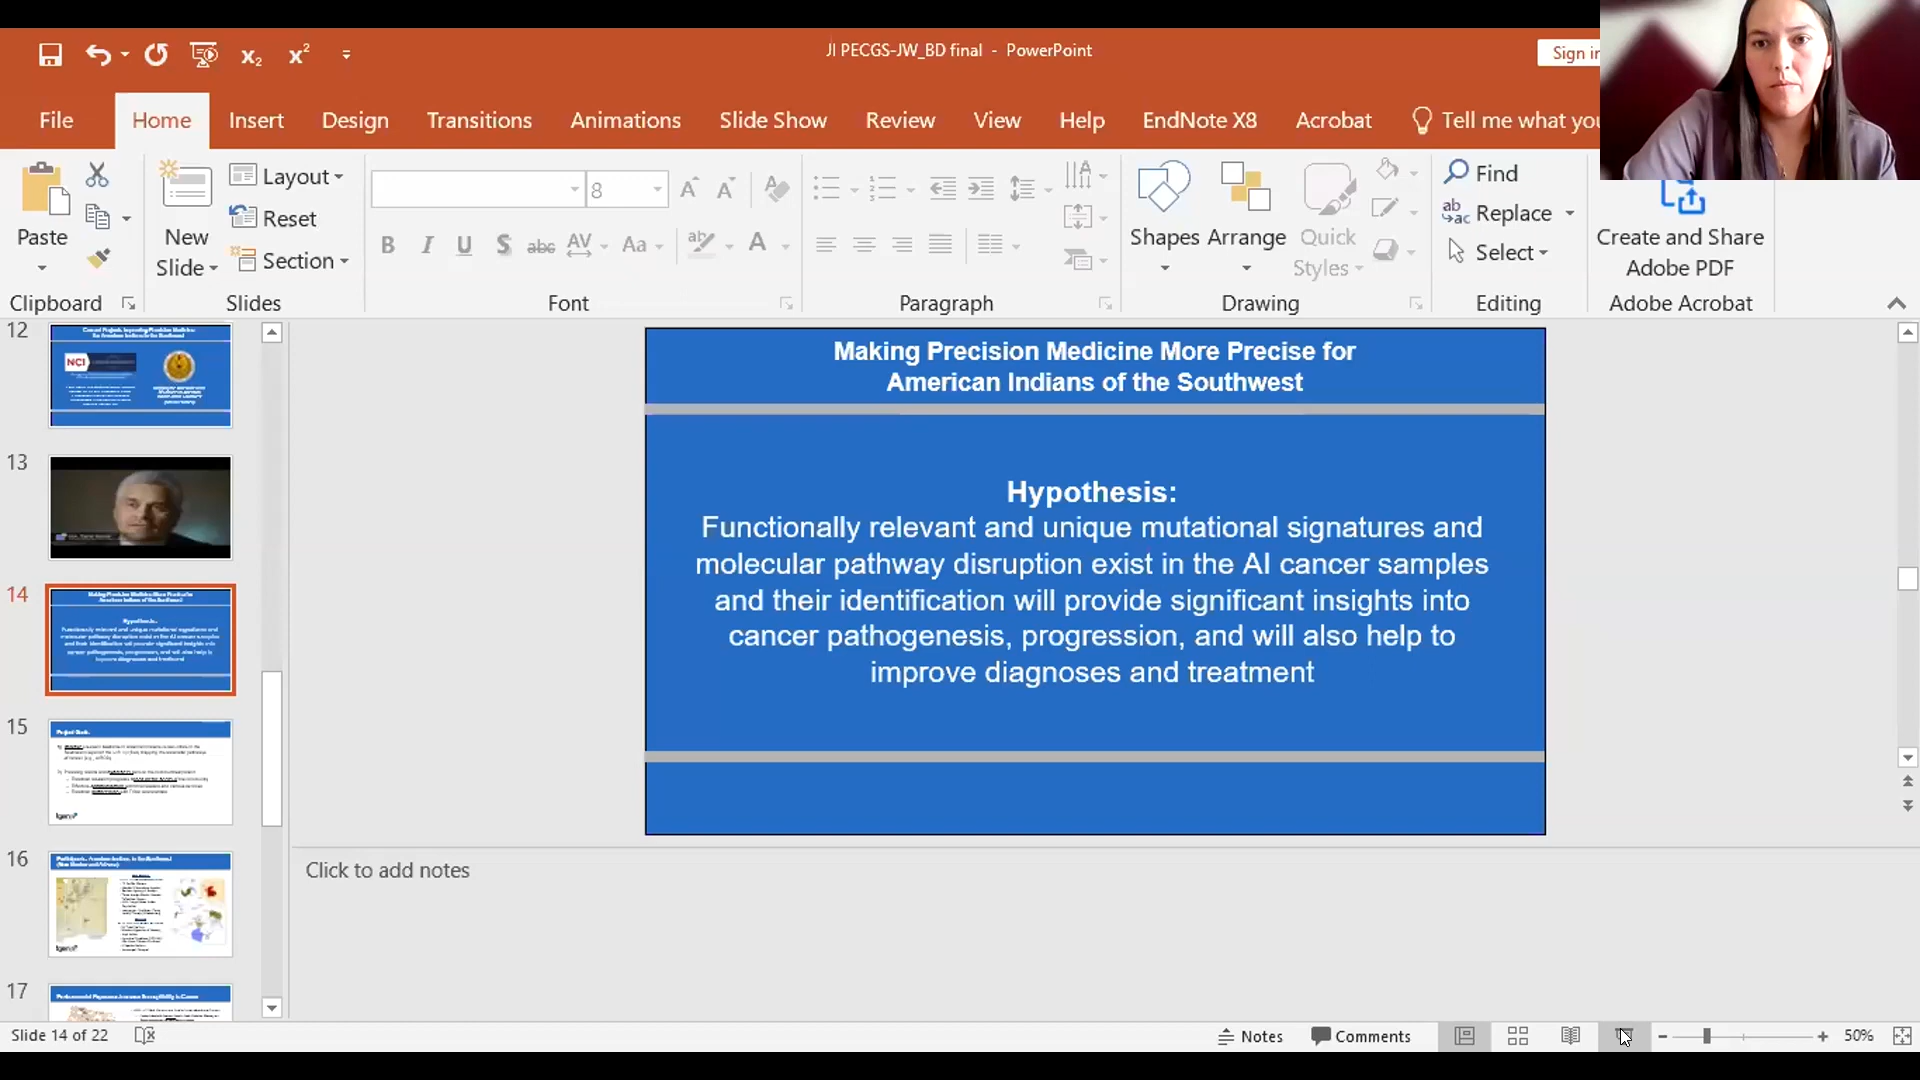 JI PECGS-JW_BD final - PowerPoint
Sign in
File Home Insert Design Transitions Animations Slide Show Review View Help EndNote X8 Acrobat Tell me what you
Paste
Clipboard
New
Slide
Layout
Reset
Section
Slides
8
B I U S abc AV Aa A
Font
Paragraph
Shapes Arrange Quick
Styles
Drawing
Find
Replace
Select
Editing
Create and Share
Adobe PDF
Adobe Acrobat
12
NCI
13
14
15
Project Goals
16
17
Making Precision Medicine More Precise for
American Indians of the Southwest
Hypothesis:
Functionally relevant and unique mutational signatures and
molecular pathway disruption exist in the AI cancer samples
and their identification will provide significant insights into
cancer pathogenesis, progression, and will also help to
improve diagnoses and treatment
Click to add notes
Slide 14 of 22
Notes Comments
50%